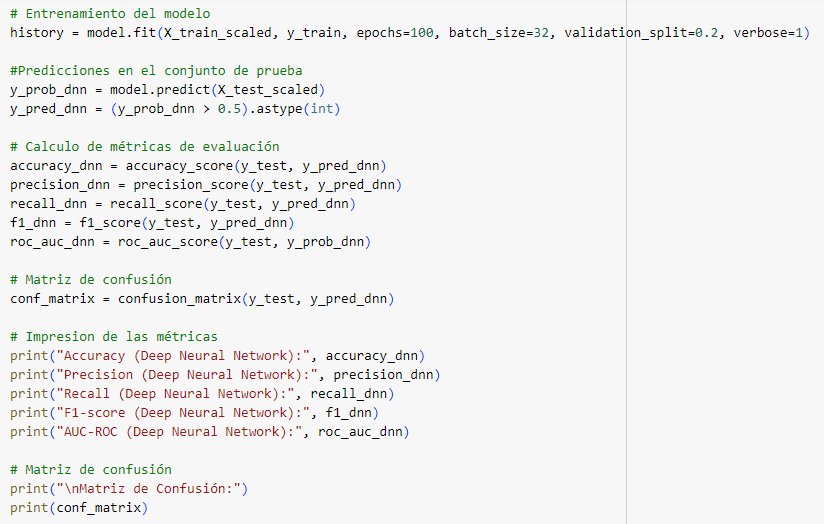 # Entrenamiento del modelo
history = model.fit(X_train_scaled, y_train, epochs=100, batch_size=32, validation_split=0.2, verbose=1)
#Predicciones en el conjunto de prueba
y_prob_dnn = model.predict(X_test_scaled)
y_pred_dnn = (y_prob_dnn > 0.5).astype(int)
# Calculo de métricas de evaluación
accuracy_dnn = accuracy_score(y_test, y_pred_dnn)
precision_dnn = precision_score(y_test, y_pred_dnn)
recall_dnn = recall_score(y_test, y_pred_dnn)
f1_dnn = f1_score(y_test, y_pred_dnn)
roc_auc_dnn = roc_auc_score(y_test, y_prob_dnn)
# Matriz de confusión
conf_matrix = confusion_matrix(y_test, y_pred_dnn)
# Impresion de las métricas
print("Accuracy (Deep Neural Network):", accuracy_dnn)
print("Precision (Deep Neural Network):", precision_dnn)
print("Recall (Deep Neural Network):", recall_dnn)
print("F1-score (Deep Neural Network):", f1_dnn)
print("AUC-ROC (Deep Neural Network):", roc_auc_dnn)
# Matriz de confusión
print("\nMatriz de Confusión:")
print(conf_matrix)